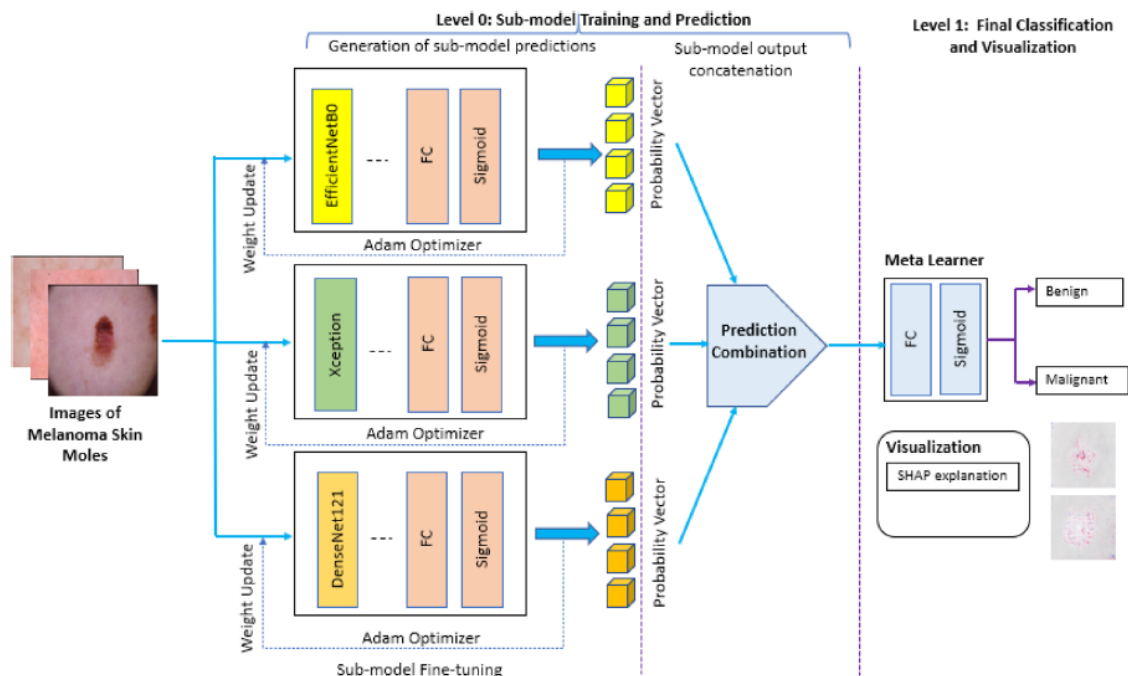 Level 0: Sub-model Training and Prediction
Generation of sub-model predictions
Sub-model output
concatenation
Level 1: Final Classification
and Visualization
EfficientNetB0
FC
Sigmoid
Weight Update
Adam Optimizer
Probability Vector
Xception
FC
Sigmoid
Weight Update
Adam Optimizer
Probability Vector
DenseNet121
FC
Sigmoid
Weight Update
Adam Optimizer
Probability Vector
Sub-model Fine-tuning
Images of
Melanoma Skin
Moles
Prediction
Combination
Meta Learner
FC
Sigmoid
Benign
Malignant
Visualization
SHAP explanation